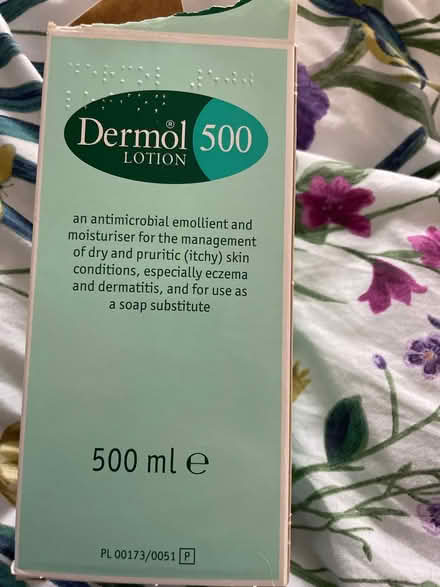 Dermol® 500
LOTION
an antimicrobial emollient and
moisturiser for the management
of dry and pruritic (itchy) skin
conditions, especially eczema
and dermatitis, and for use as
a soap substitute
500 ml ℮
PL 00173/0051 P